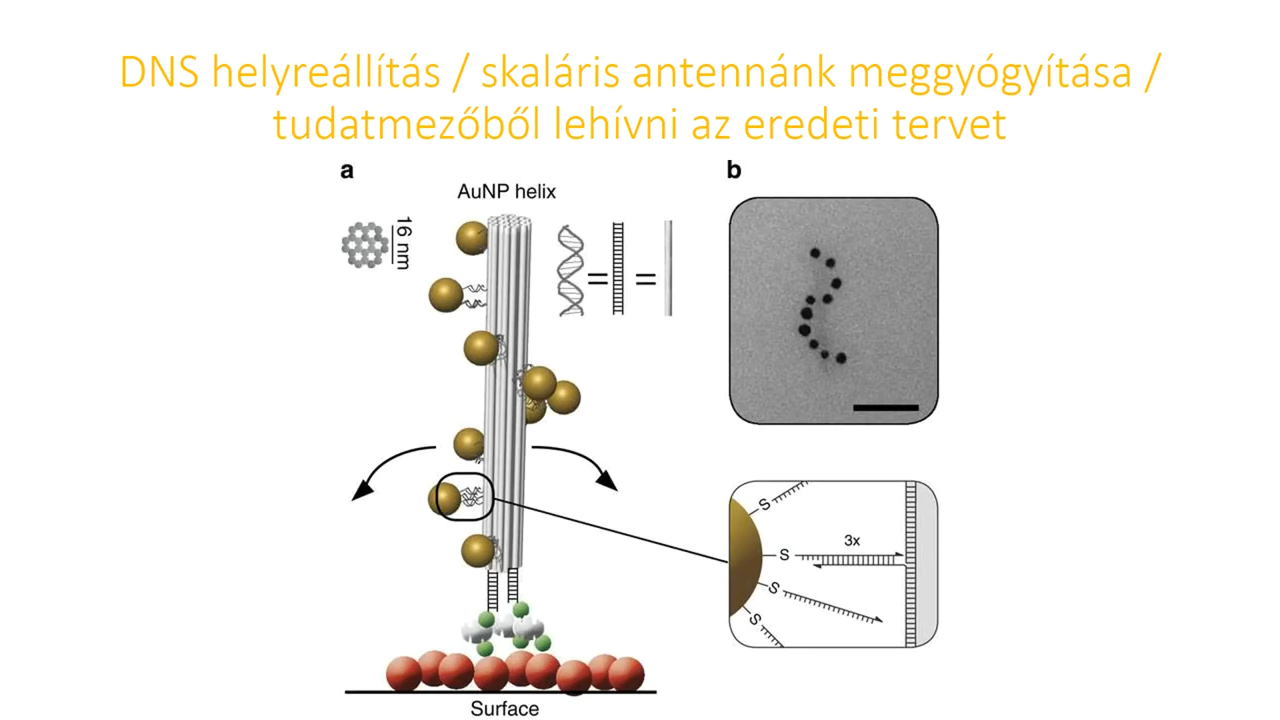 DNS helyreállítás / skaláris antennánk meggyógyítása /
tudatmezőből lehívni az eredeti tervet
a
AuNP helix
16 nm
=
=
b
S
S
3x
S
S
Surface